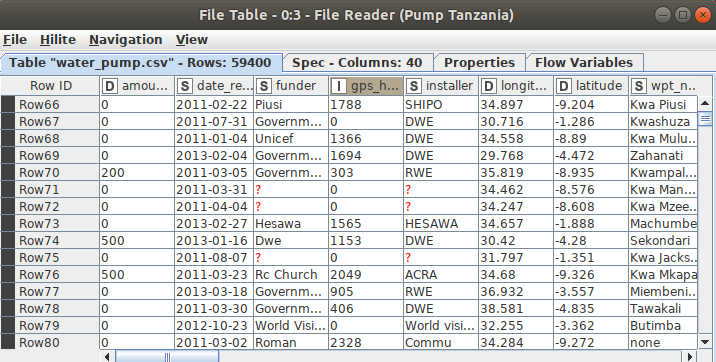 File Table - 0:3 - File Reader (Pump Tanzania)
File Hilite Navigation View
Table "water_pump.csv" - Rows: 59400 Spec - Columns: 40 Properties Flow Variables
Row ID D amou... S date_re... S funder I gps_h... S installer D longit... D latitude S wpt_n...
Row66 0 2011-02-22 Piusi 1788 SHIPO 34.897 -9.204 Kwa Piusi
Row67 0 2011-07-31 Governm... 0 DWE 30.716 -1.286 Kwashuza
Row68 0 2011-01-04 Unicef 1366 DWE 34.558 -8.89 Kwa Mulu...
Row69 0 2013-02-04 Governm... 1694 DWE 29.768 -4.472 Zahanati
Row70 200 2011-03-05 Governm... 303 RWE 35.819 -8.935 Kwampal...
Row71 0 2011-03-31 ? 0 ? 34.462 -8.576 Kwa Man...
Row72 0 2011-04-04 ? 0 ? 34.247 -8.608 Kwa Mzee...
Row73 0 2013-02-27 Hesawa 1565 HESAWA 34.657 -1.888 Machumbe
Row74 500 2013-01-16 Dwe 1153 DWE 30.42 -4.28 Sekondari
Row75 0 2011-08-07 ? 0 ? 31.797 -1.351 Kwa Jacks...
Row76 500 2011-03-23 Rc Church 2049 ACRA 34.68 -9.326 Kwa Mkapa
Row77 0 2013-03-18 Governm... 905 RWE 36.932 -3.557 Miembeni...
Row78 0 2011-03-30 Governm... 406 DWE 38.581 -4.835 Tawakali
Row79 0 2012-10-23 World Visi... 0 World visi... 32.255 -3.362 Butimba
Row80 0 2011-03-02 Roman 2328 Commu 34.284 -9.272 none